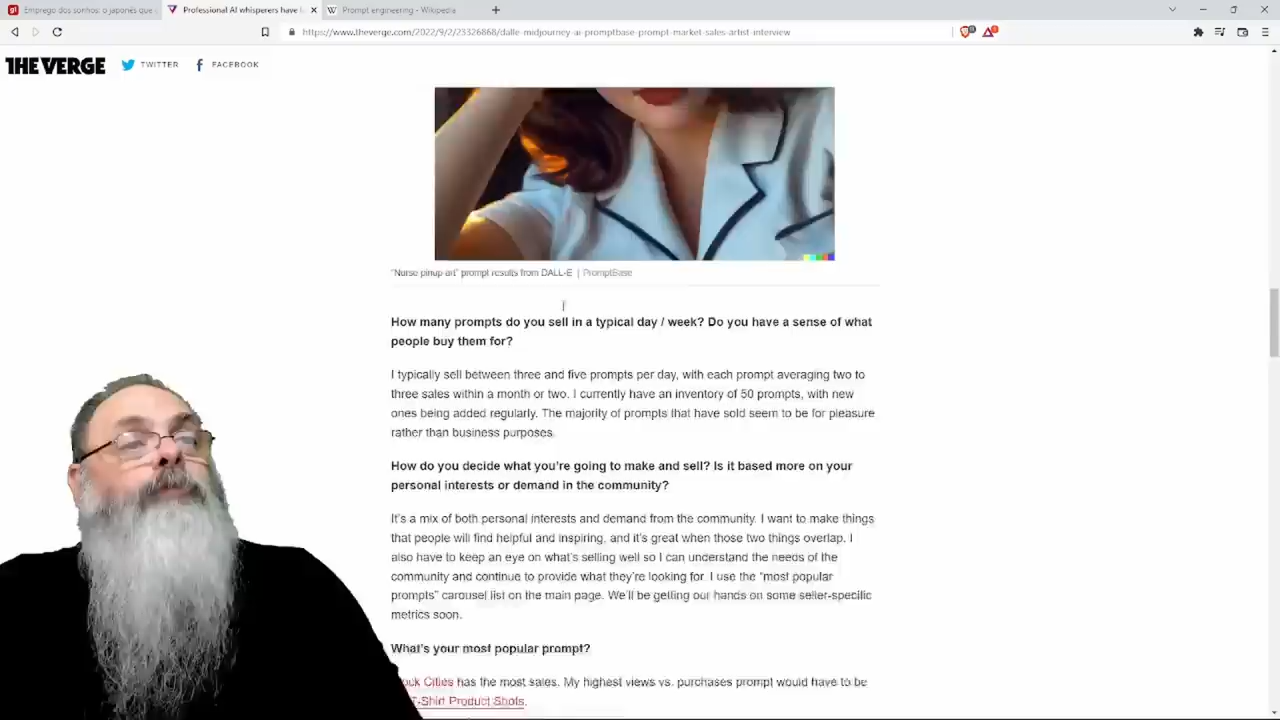 Emprego dos sonhos: o japonês que
Professional AI whisperers have
Prompt engineering - Wikipedia
https://www.theverge.com/2022/9/2/23326868/dalle-midjourney-ai-promptbase-prompt-market-sales-artist-interview
THE VERGE
TWITTER
FACEBOOK
"Nurse pinup art" prompt results from DALL-E | PromptBase
How many prompts do you sell in a typical day / week? Do you have a sense of what
people buy them for?
I typically sell between three and five prompts per day, with each prompt averaging two to
three sales within a month or two. I currently have an inventory of 50 prompts, with new
ones being added regularly. The majority of prompts that have sold seem to be for pleasure
rather than business purposes.
How do you decide what you're going to make and sell? Is it based more on your
personal interests or demand in the community?
It's a mix of both personal interests and demand from the community. I want to make things
that people will find helpful and inspiring, and it's great when those two things overlap. I
also have to keep an eye on what's selling well so I can understand the needs of the
community and continue to provide what they're looking for. I use the "most popular
prompts" carousel list on the main page. We'll be getting our hands on some seller-specific
metrics soon.
What's your most popular prompt?
Cities has the most sales. My highest views vs. purchases prompt would have to be
T-Shirt Product Shots.